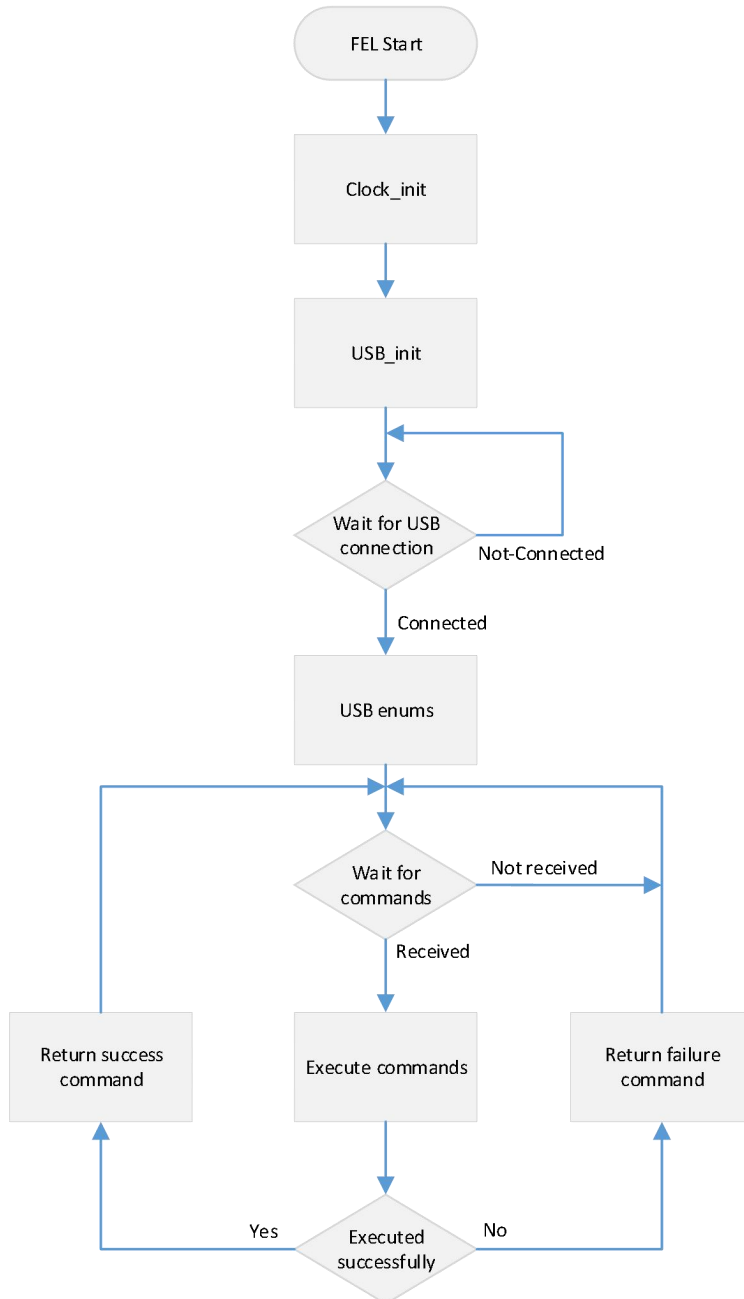 FEL Start
Clock_init
USB_init
Wait for USB
connection
Not-Connected
Connected
USB enums
Wait for
commands
Not received
Received
Return success
command
Execute commands
Return failure
command
Yes
Executed
successfully
No